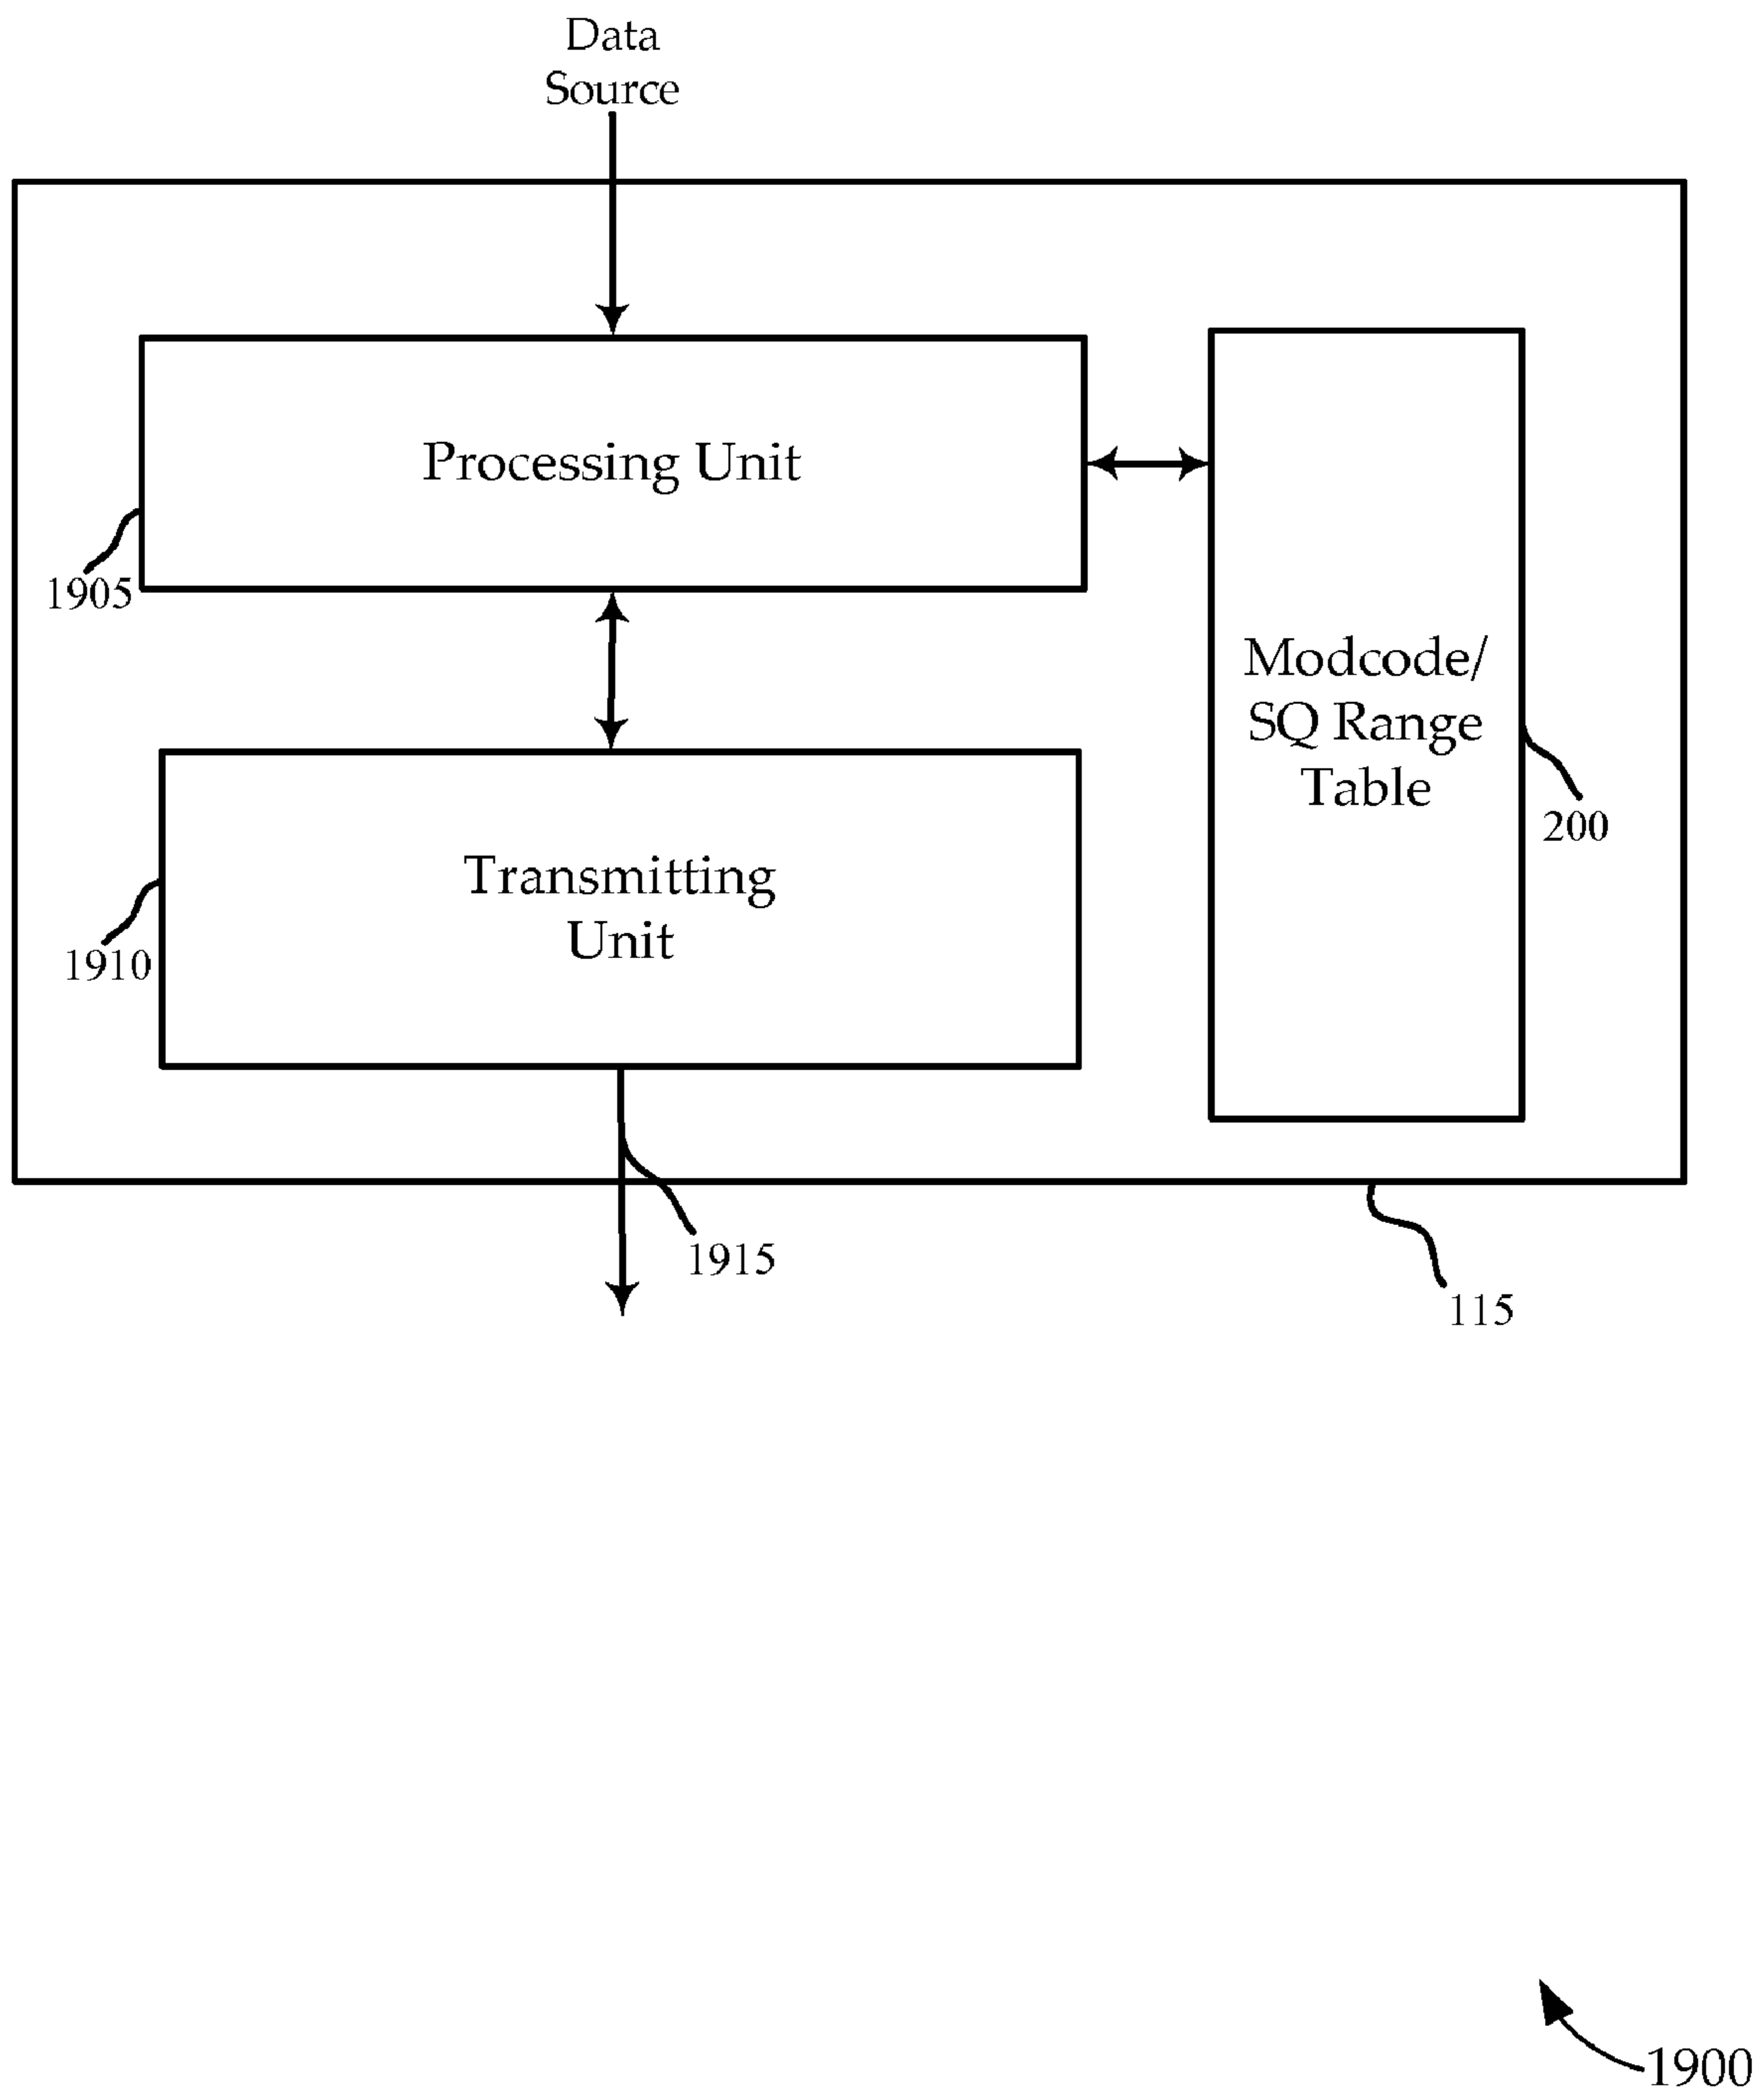 Data
Source
Processing Unit
1905
Modcode/
SQ Range
Table
200
Transmitting
Unit
1910
1915
115
1900